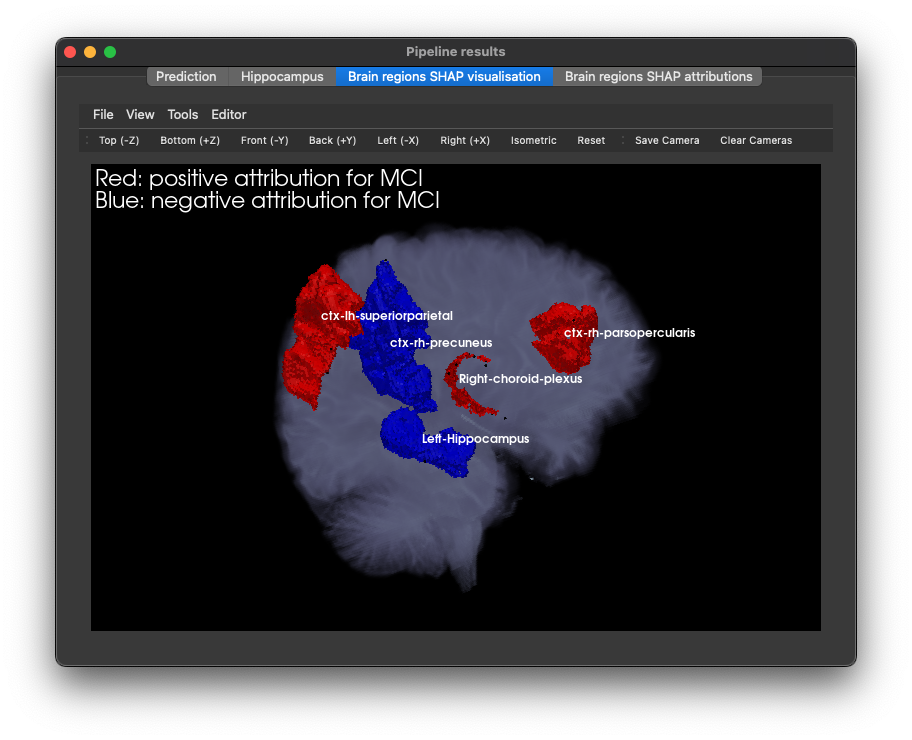 Pipeline results
Prediction Hippocampus Brain regions SHAP visualisation Brain regions SHAP attributions
File View Tools Editor
Top (-Z) Bottom (+Z) Front (-Y) Back (+Y) Left (-X) Right (+X) Isometric Reset Save Camera Clear Cameras
Red: positive attribution for MCI
Blue: negative attribution for MCI
ctx-lh-superiorparietal
ctx-rh-parsopercularis
ctx-rh-precuneus
Right-choroid-plexus
Left-Hippocampus